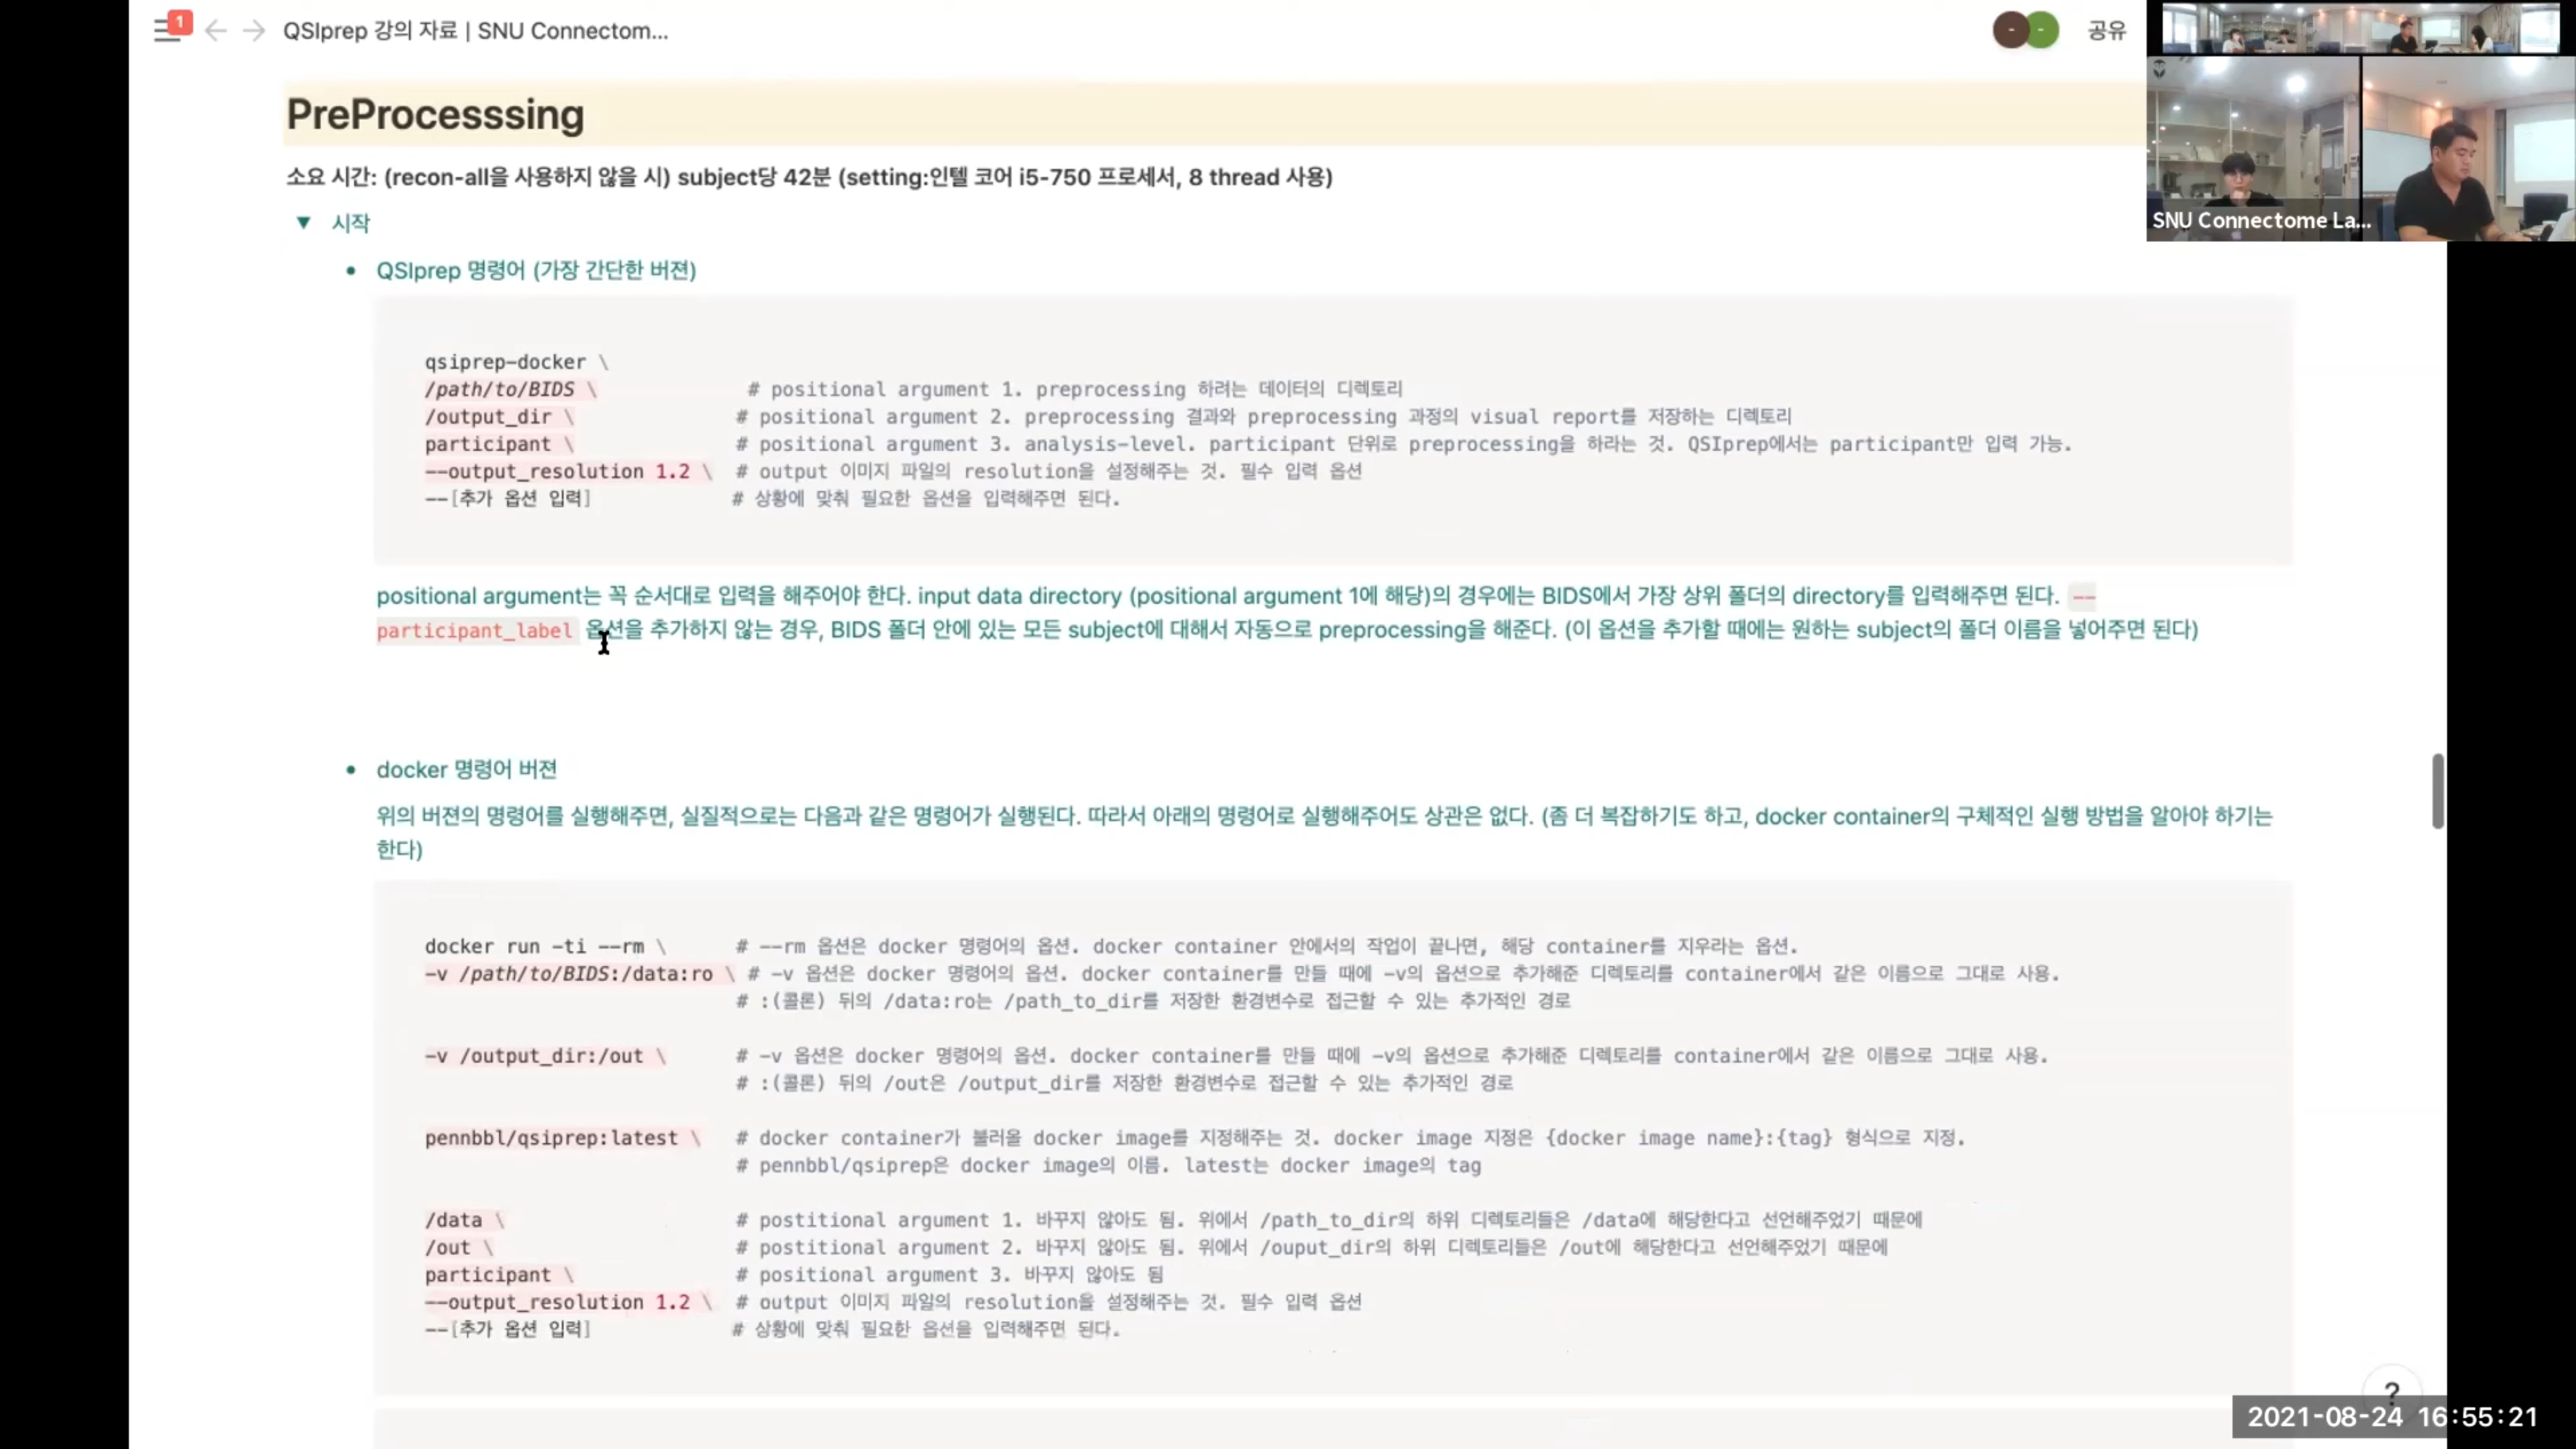 1
QSIprep 강의 자료 | SNU Connectom...
- -
공유
SNU Connectome La...
PreProcesssing
소요 시간: (recon-all을 사용하지 않을 시) subject당 42분 (setting:인텔 코어 i5-750 프로세서, 8 thread 사용)
▼ 시작
• QSIprep 명령어 (가장 간단한 버젼)
qsiprep-docker \
/path/to/BIDS \ # positional argument 1. preprocessing 하려는 데이터의 디렉토리
/output_dir \ # positional argument 2. preprocessing 결과와 preprocessing 과정의 visual report를 저장하는 디렉토리
participant \ # positional argument 3. analysis-level. participant 단위로 preprocessing을 하라는 것. QSIprep에서는 participant만 입력 가능.
--output_resolution 1.2 \ # output 이미지 파일의 resolution을 설정해주는 것. 필수 입력 옵션
--[추가 옵션 입력] # 상황에 맞춰 필요한 옵션을 입력해주면 된다.
positional argument는 꼭 순서대로 입력을 해주어야 한다. input data directory (positional argument 1에 해당)의 경우에는 BIDS에서 가장 상위 폴더의 directory를 입력해주면 된다. --
participant_label 옵션을 추가하지 않는 경우, BIDS 폴더 안에 있는 모든 subject에 대해서 자동으로 preprocessing을 해준다. (이 옵션을 추가할 때에는 원하는 subject의 폴더 이름을 넣어주면 된다)
• docker 명령어 버젼
위의 버젼의 명령어를 실행해주면, 실질적으로는 다음과 같은 명령어가 실행된다. 따라서 아래의 명령어로 실행해주어도 상관은 없다. (좀 더 복잡하기도 하고, docker container의 구체적인 실행 방법을 알아야 하기는
한다)
docker run -ti --rm \ # --rm 옵션은 docker 명령어의 옵션. docker container 안에서의 작업이 끝나면, 해당 container를 지우라는 옵션.
-v /path/to/BIDS:/data:ro \ # -v 옵션은 docker 명령어의 옵션. docker container를 만들 때에 -v의 옵션으로 추가해준 디렉토리를 container에서 같은 이름으로 그대로 사용.
# :(콜론) 뒤의 /data:ro는 /path_to_dir를 저장한 환경변수로 접근할 수 있는 추가적인 경로
-v /output_dir:/out \ # -v 옵션은 docker 명령어의 옵션. docker container를 만들 때에 -v의 옵션으로 추가해준 디렉토리를 container에서 같은 이름으로 그대로 사용.
# :(콜론) 뒤의 /out은 /output_dir를 저장한 환경변수로 접근할 수 있는 추가적인 경로
pennbbl/qsiprep:latest \ # docker container가 불러올 docker image를 지정해주는 것. docker image 지정은 {docker image name}:{tag} 형식으로 지정.
# pennbbl/qsiprep은 docker image의 이름. latest는 docker image의 tag
/data \ # postitional argument 1. 바꾸지 않아도 됨. 위에서 /path_to_dir의 하위 디렉토리들은 /data에 해당한다고 선언해주었기 때문에
/out \ # postitional argument 2. 바꾸지 않아도 됨. 위에서 /ouput_dir의 하위 디렉토리들은 /out에 해당한다고 선언해주었기 때문에
participant \ # positional argument 3. 바꾸지 않아도 됨
--output_resolution 1.2 \ # output 이미지 파일의 resolution을 설정해주는 것. 필수 입력 옵션
--[추가 옵션 입력] # 상황에 맞춰 필요한 옵션을 입력해주면 된다.
?
2021-08-24 16:55:21